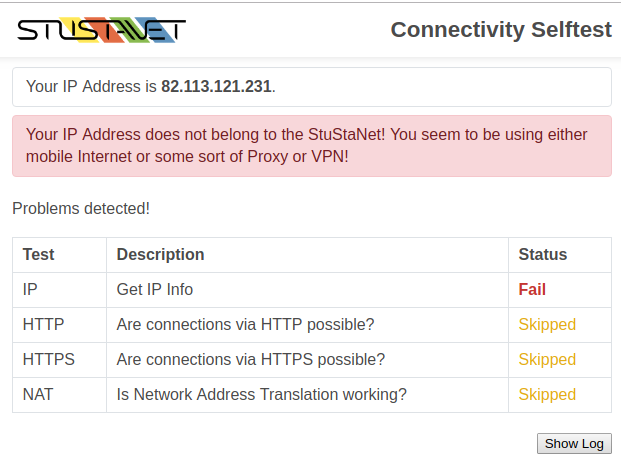 STUSTANET
Connectivity Selftest
Your IP Address is 82.113.121.231.
Your IP Address does not belong to the StuStaNet! You seem to be using either
mobile Internet or some sort of Proxy or VPN!
Problems detected!
Test Description Status
IP Get IP Info Fail
HTTP Are connections via HTTP possible? Skipped
HTTPS Are connections via HTTPS possible? Skipped
NAT Is Network Address Translation working? Skipped
Show Log